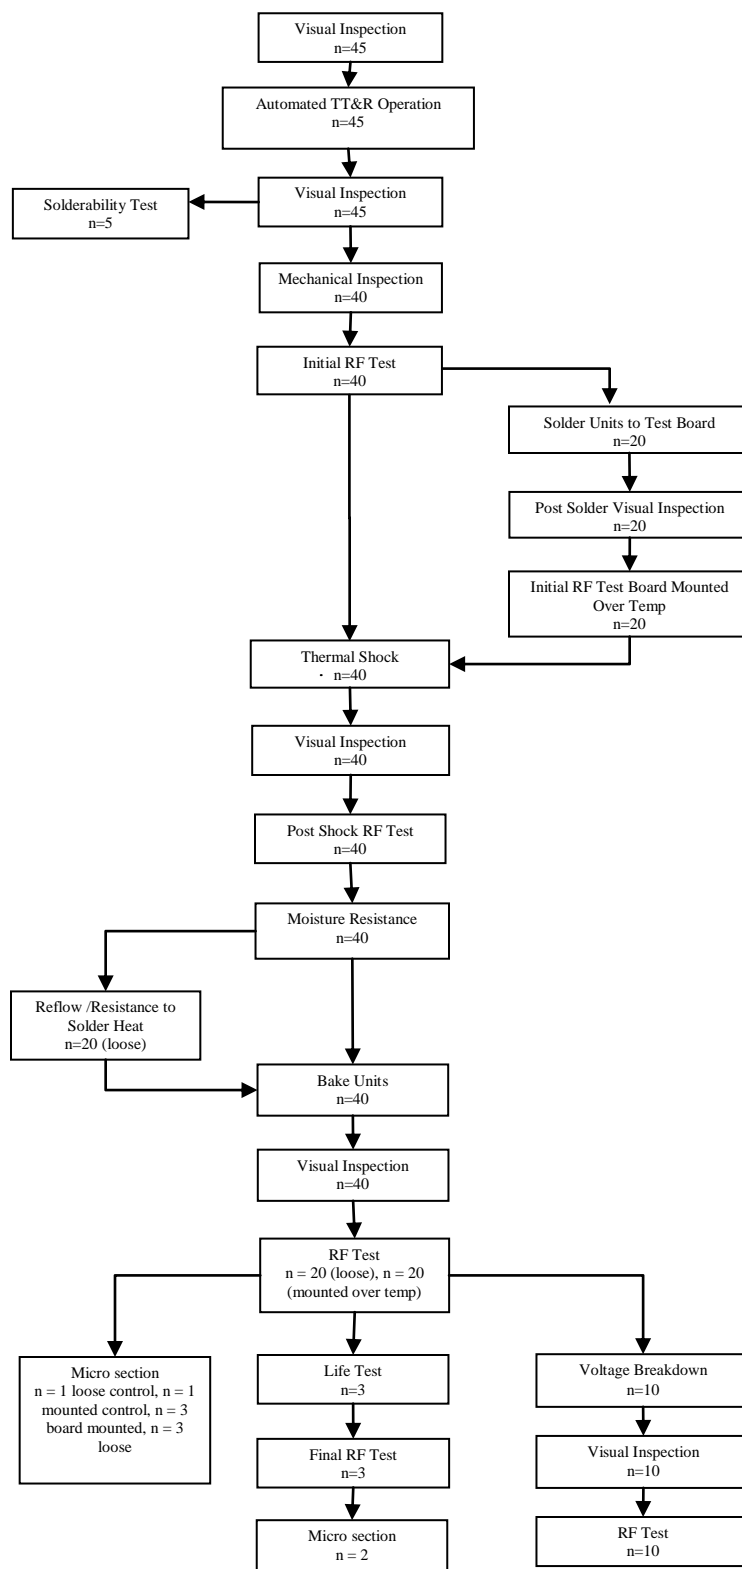 Visual Inspection
n=45
Automated TT&R Operation
n=45
Visual Inspection
n=45
Solderability Test
n=5
Mechanical Inspection
n=40
Initial RF Test
n=40
Solder Units to Test Board
n=20
Post Solder Visual Inspection
n=20
Initial RF Test Board Mounted
Over Temp
n=20
Thermal Shock
· n=40
Visual Inspection
n=40
Post Shock RF Test
n=40
Moisture Resistance
n=40
Reflow /Resistance to
Solder Heat
n=20 (loose)
Bake Units
n=40
Visual Inspection
n=40
RF Test
n = 20 (loose), n = 20
(mounted over temp)
Micro section
n = 1 loose control, n = 1
mounted control, n = 3
board mounted, n = 3
loose
Life Test
n=3
Final RF Test
n=3
Micro section
n = 2
Voltage Breakdown
n=10
Visual Inspection
n=10
RF Test
n=10